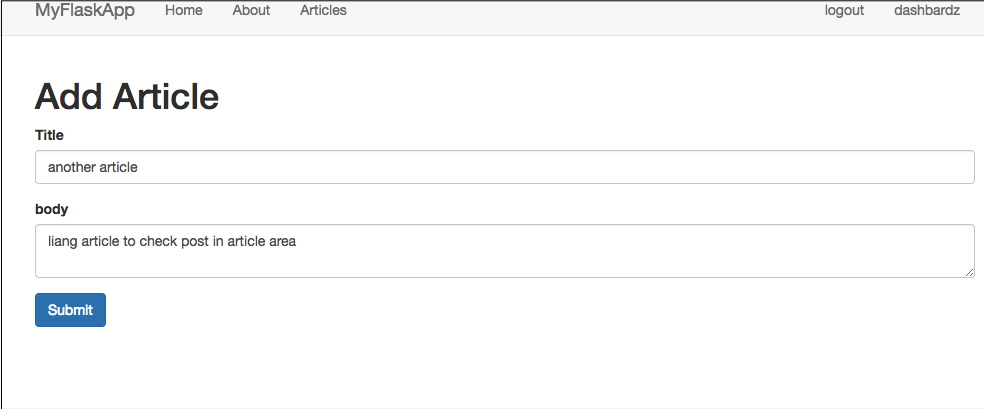 MyFlaskApp Home About Articles logout dashbardz
Add Article
Title
another article
body
liang article to check post in article area
Submit